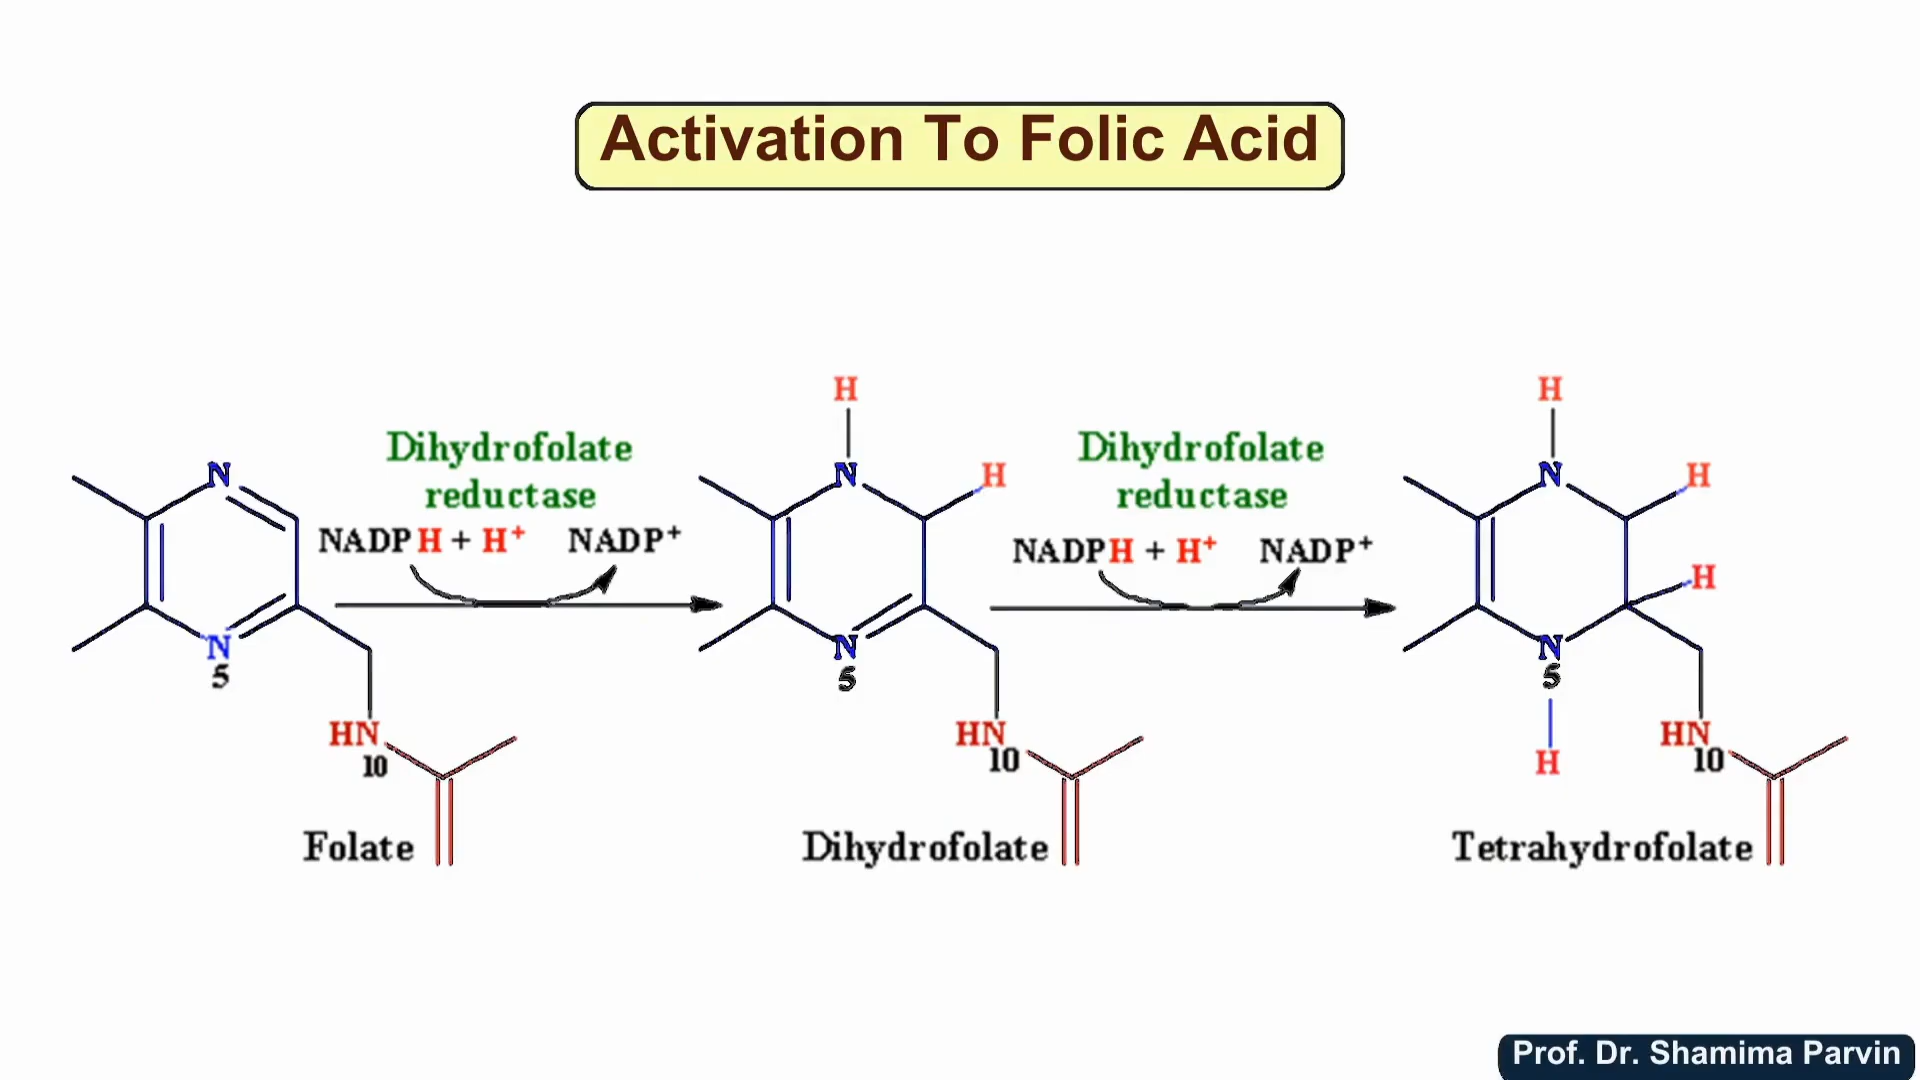 Activation To Folic Acid
Dihydrofolate
reductase
NADPH + H⁺ NADP⁺
Dihydrofolate
reductase
NADPH + H⁺ NADP⁺
N
N
5
HN
10
Folate
H
N
H
N
5
HN
10
Dihydrofolate
H
N
H
H
N
5
H
HN
10
Tetrahydrofolate
Prof. Dr. Shamima Parvin